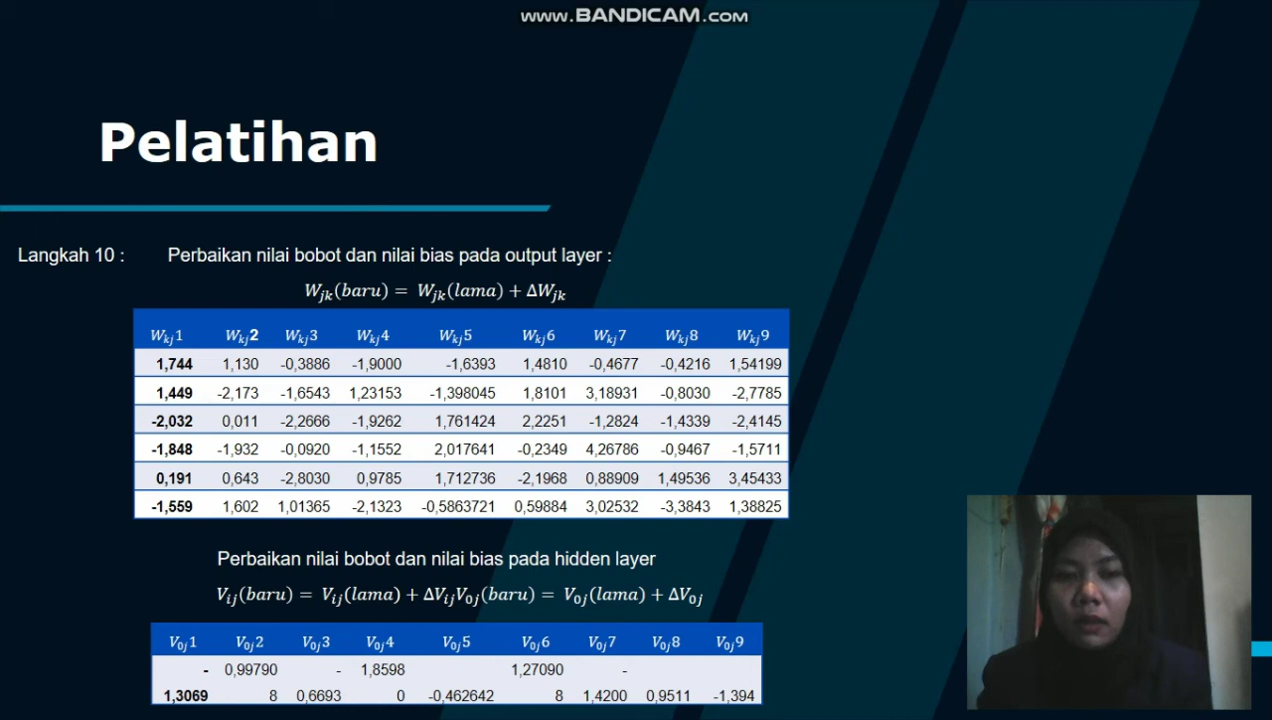 www.BANDICAM.com
Pelatihan
Langkah 10 : Perbaikan nilai bobot dan nilai bias pada output layer :
W_jk(baru) = W_jk(lama) + ΔW_jk
W_kj1 W_kj2 W_kj3 W_kj4 W_kj5 W_kj6 W_kj7 W_kj8 W_kj9
1,744 1,130 -0,3886 -1,9000 -1,6393 1,4810 -0,4677 -0,4216 1,54199
1,449 -2,173 -1,6543 1,23153 -1,398045 1,8101 3,18931 -0,8030 -2,7785
-2,032 0,011 -2,2666 -1,9262 1,761424 2,2251 -1,2824 -1,4339 -2,4145
-1,848 -1,932 -0,0920 -1,1552 2,017641 -0,2349 4,26786 -0,9467 -1,5711
0,191 0,643 -2,8030 0,9785 1,712736 -2,1968 0,88909 1,49536 3,45433
-1,559 1,602 1,01365 -2,1323 -0,5863721 0,59884 3,02532 -3,3843 1,38825
Perbaikan nilai bobot dan nilai bias pada hidden layer
V_ij(baru) = V_ij(lama) + ΔV_ijV_0j(baru) = V_0j(lama) + ΔV_0j
V_0j1 V_0j2 V_0j3 V_0j4 V_0j5 V_0j6 V_0j7 V_0j8 V_0j9
- 0,99790 - 1,8598 1,27090 -
1,3069 8 0,6693 0 -0,462642 8 1,4200 0,9511 -1,394